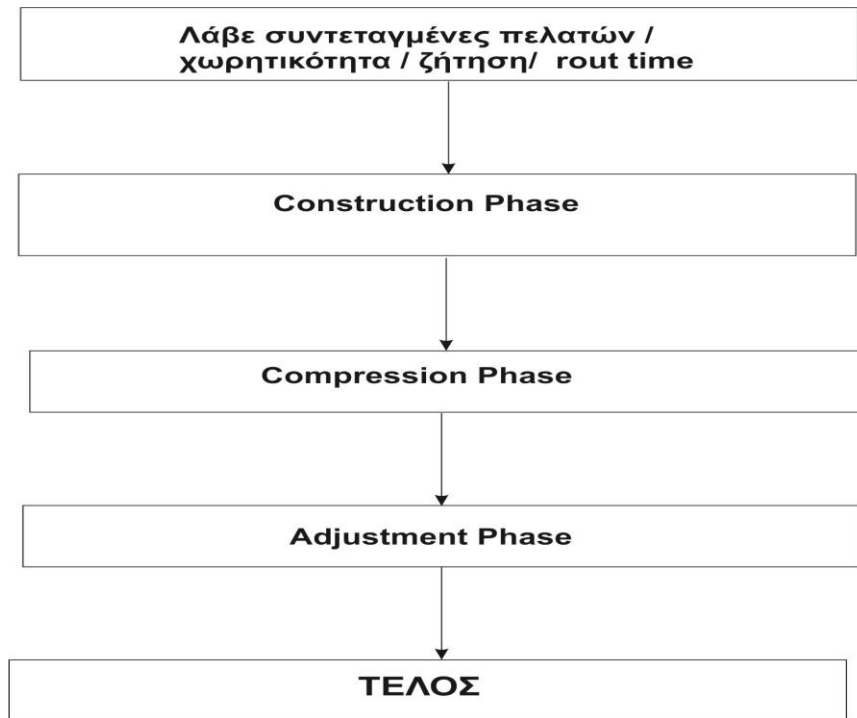 Λάβε συντεταγμένες πελατών /
χωρητικότητα / ζήτηση/ rout time
Construction Phase
Compression Phase
Adjustment Phase
ΤΕΛΟΣ